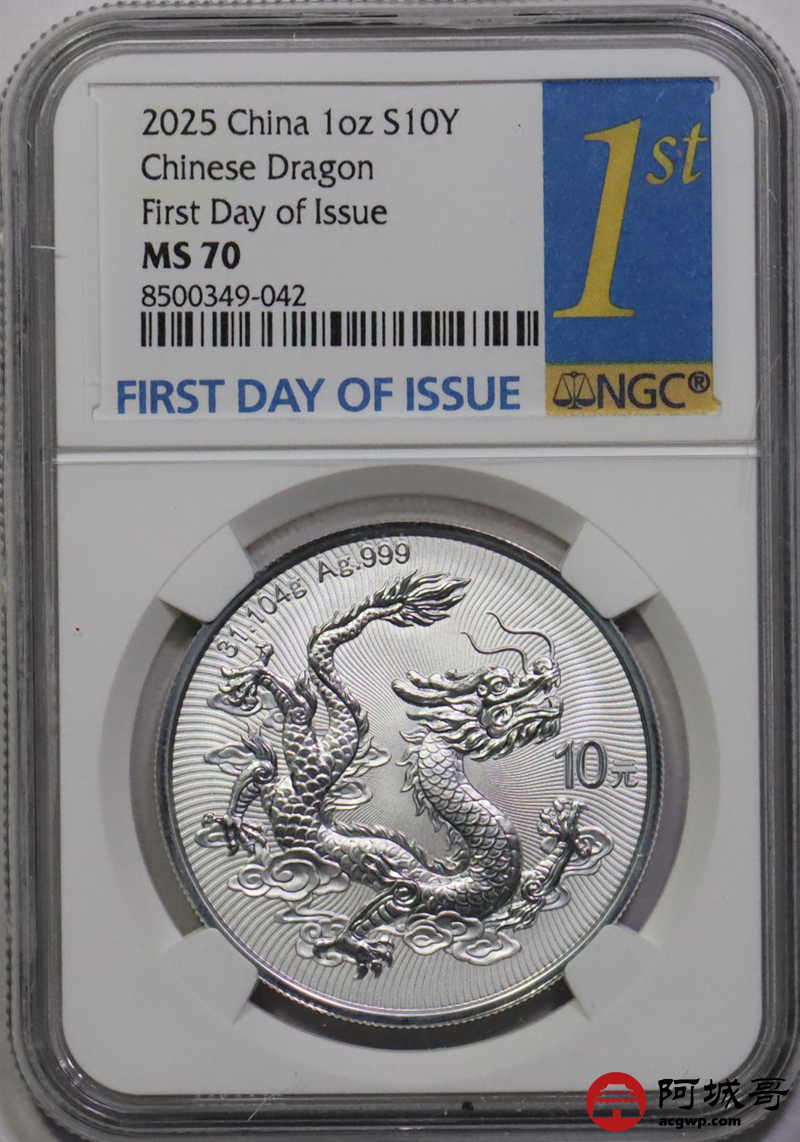 2025 China 1oz S10Y
Chinese Dragon
First Day of Issue
MS 70
8500349-042
FIRST DAY OF ISSUE
1st
NGC®
31.104g Ag.999
10元
阿城哥
acgwp.com